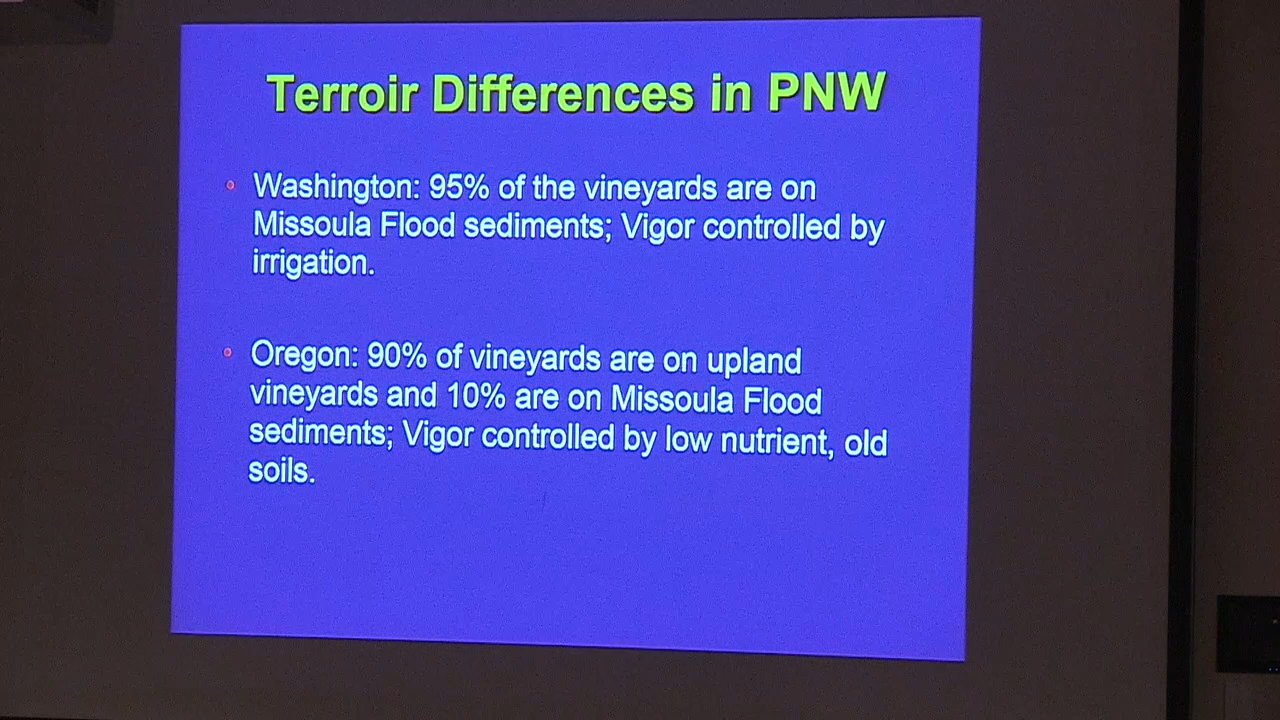 Terroir Differences in PNW
Washington: 95% of the vineyards are on
Missoula Flood sediments; Vigor controlled by
irrigation.
Oregon: 90% of vineyards are on upland
vineyards and 10% are on Missoula Flood
sediments; Vigor controlled by low nutrient, old
soils.